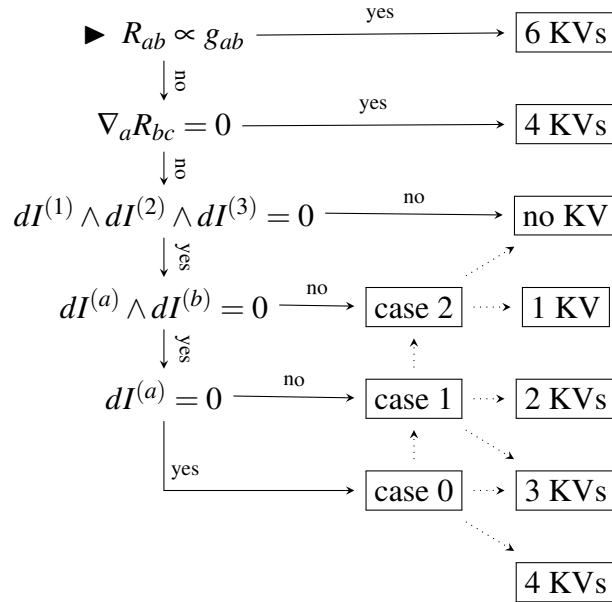 ► R_{ab} ∝ g_{ab} yes 6 KVs
no
∇_a R_{bc} = 0 yes 4 KVs
no
dI^{(1)} ∧ dI^{(2)} ∧ dI^{(3)} = 0 no no KV
yes
dI^{(a)} ∧ dI^{(b)} = 0 no case 2 1 KV
yes
dI^{(a)} = 0 no case 1 2 KVs
yes case 0 3 KVs
4 KVs